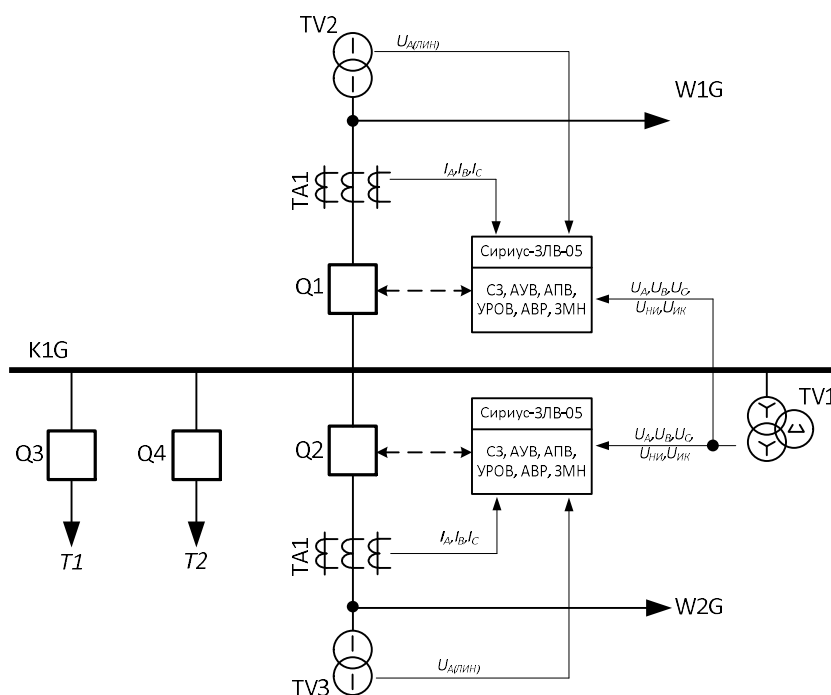 TV2
U_A(ЛИН)
W1G
TA1
I_A,I_B,I_C
Сириус-3ЛВ-05
Q1
СЗ, АУВ, АПВ,
УРОВ, АВР, ЗМН
U_A,U_B,U_C,
U_НИ,U_ИК
K1G
TV1
Q3
Q4
Q2
Сириус-3ЛВ-05
СЗ, АУВ, АПВ,
УРОВ, АВР, ЗМН
U_A,U_B,U_C,
U_НИ,U_ИК
T1
T2
TA1
I_A,I_B,I_C
W2G
TV3
U_A(ЛИН)